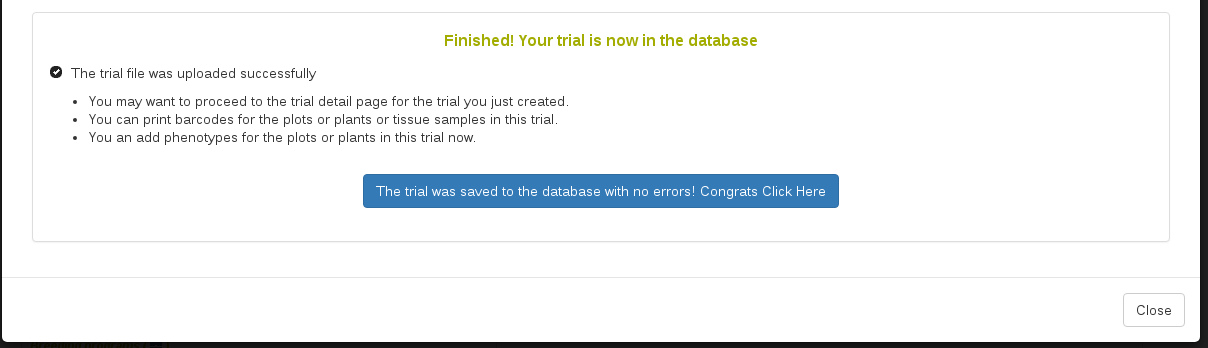 Finished! Your trial is now in the database
The trial file was uploaded successfully
You may want to proceed to the trial detail page for the trial you just created.
You can print barcodes for the plots or plants or tissue samples in this trial.
You an add phenotypes for the plots or plants in this trial now.
The trial was saved to the database with no errors! Congrats Click Here
Close